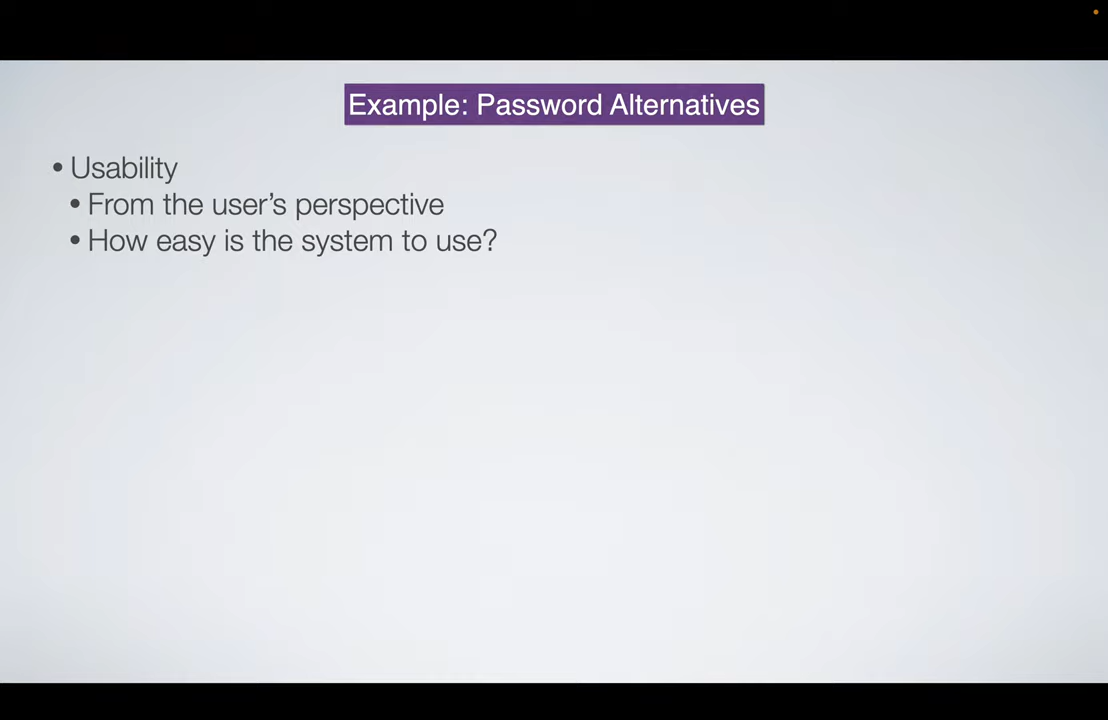 Example: Password Alternatives
• Usability
• From the user’s perspective
• How easy is the system to use?